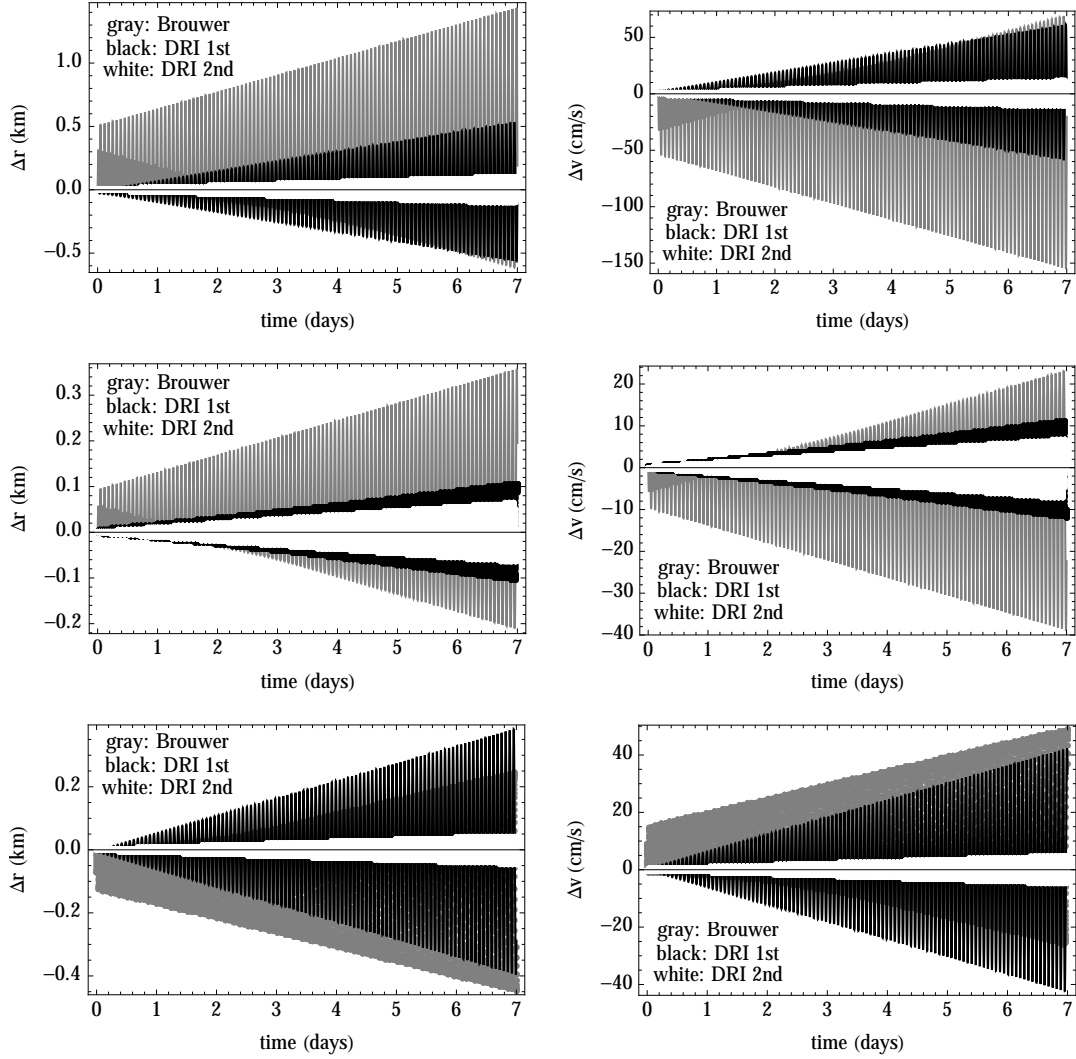 gray: Brouwer
black: DRI 1st
white: DRI 2nd
1.0
0.5
0.0
−0.5
Δr (km)
0 1 2 3 4 5 6 7
time (days)
50
0
−50
−100
−150
Δv (cm/s)
gray: Brouwer
black: DRI 1st
white: DRI 2nd
0 1 2 3 4 5 6 7
time (days)
gray: Brouwer
black: DRI 1st
white: DRI 2nd
0.3
0.2
0.1
0.0
−0.1
−0.2
Δr (km)
0 1 2 3 4 5 6 7
time (days)
20
10
0
−10
−20
−30
−40
Δv (cm/s)
gray: Brouwer
black: DRI 1st
white: DRI 2nd
0 1 2 3 4 5 6 7
time (days)
gray: Brouwer
black: DRI 1st
white: DRI 2nd
0.2
0.0
−0.2
−0.4
Δr (km)
0 1 2 3 4 5 6 7
time (days)
40
20
0
−20
−40
Δv (cm/s)
gray: Brouwer
black: DRI 1st
white: DRI 2nd
0 1 2 3 4 5 6 7
time (days)